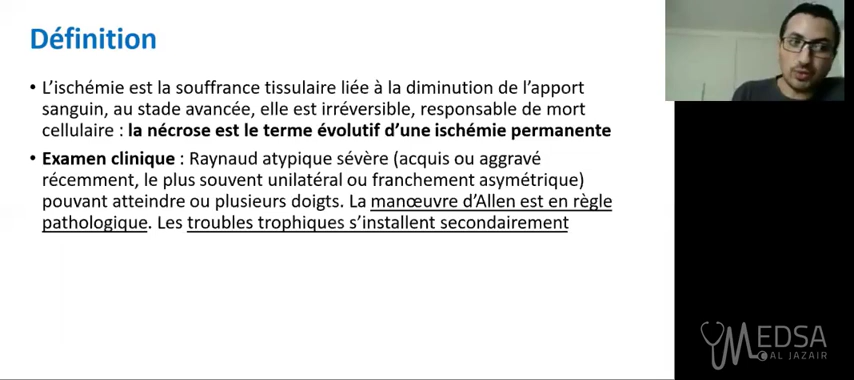 Définition
• L'ischémie est la souffrance tissulaire liée à la diminution de l'apport
sanguin, au stade avancée, elle est irréversible, responsable de mort
cellulaire : la nécrose est le terme évolutif d'une ischémie permanente
• Examen clinique : Raynaud atypique sévère (acquis ou aggravé
récemment, le plus souvent unilatéral ou franchement asymétrique)
pouvant atteindre ou plusieurs doigts. La manœuvre d'Allen est en règle
pathologique. Les troubles trophiques s'installent secondairement
MEDSA
AL JAZAIR